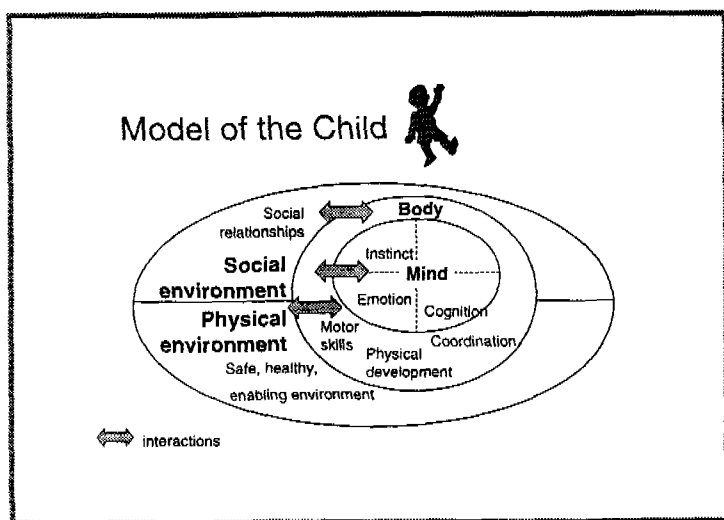 Model of the Child
Social
relationships
Body
Instinct
Mind
Social
environment
Emotion
Cognition
Physical
environment
Motor
skills
Coordination
Physical
development
Safe, healthy,
enabling environment
interactions